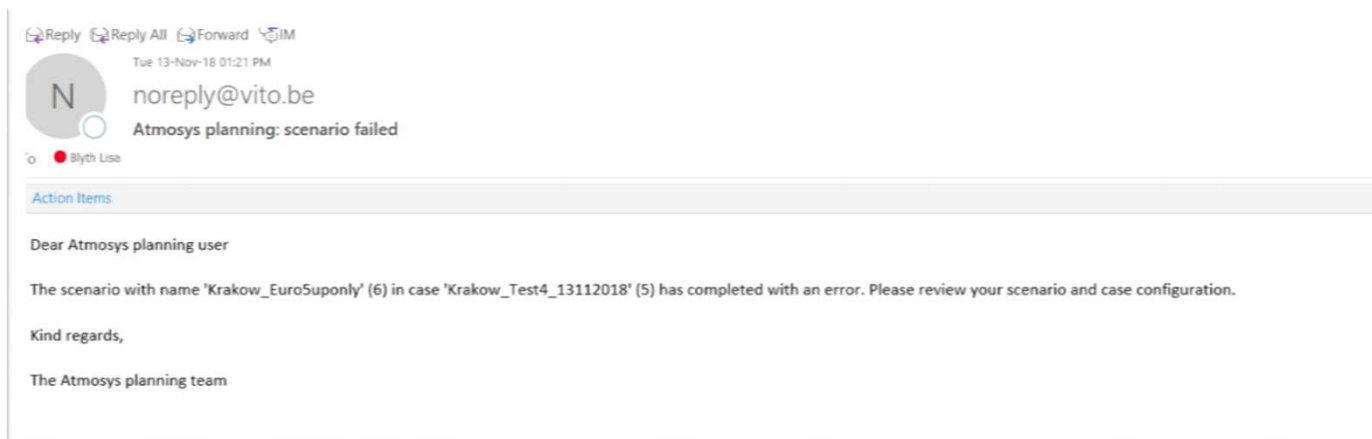 Reply Reply All Forward IM
Tue 13-Nov-18 01:21 PM
N
noreply@vito.be
Atmosys planning: scenario failed
o Blyth Lisa
Action Items
Dear Atmosys planning user
The scenario with name 'Krakow_Euro5uponly' (6) in case 'Krakow_Test4_13112018' (5) has completed with an error. Please review your scenario and case configuration.
Kind regards,
The Atmosys planning team